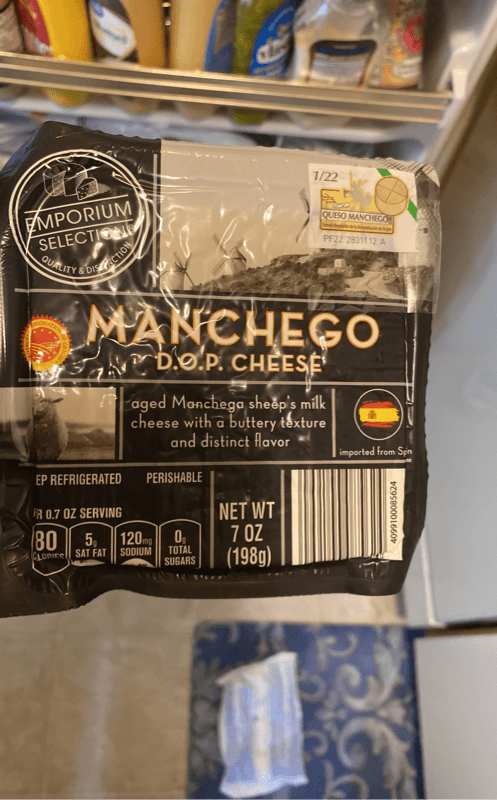 EMPORIUM
SELECTION
QUALITY & DISTINCTION
1/22
QUESO MANCHEGO
PF22 2831112 A
MANCHEGO
D.O.P. CHEESE
aged Manchega sheep's milk
cheese with a buttery texture
and distinct flavor
imported from Sp
EP REFRIGERATED PERISHABLE
R 0.7 OZ SERVING
80
CALORIES
5g
SAT FAT
120mg
SODIUM
0g
TOTAL
SUGARS
NET WT
7 OZ
(198g)
4099100085624